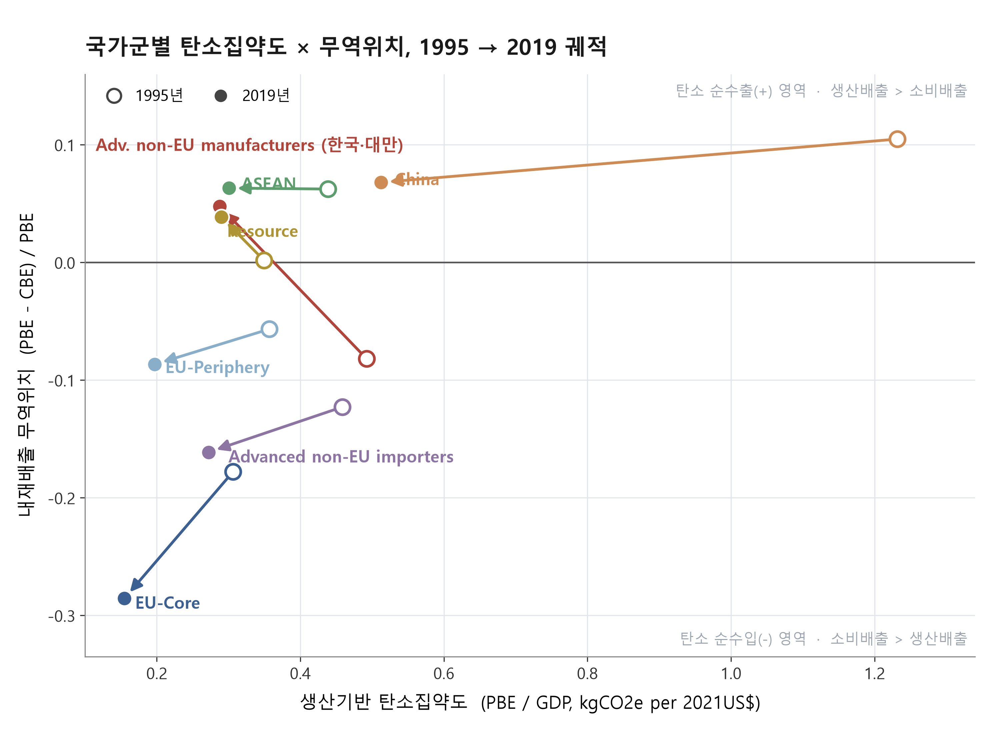 국가군별 탄소집약도 × 무역위치, 1995 → 2019 궤적
1995년
2019년
탄소 순수출(+) 영역 · 생산배출 > 소비배출
0.1
Adv. non-EU manufacturers (한국·대만)
ASEAN
China
Resource
0.0
EU-Periphery
-0.1
Advanced non-EU importers
-0.2
EU-Core
-0.3
내재배출 무역위치 (PBE - CBE) / PBE
탄소 순수입(-) 영역 · 소비배출 > 생산배출
0.2
0.4
0.6
0.8
1.0
1.2
생산기반 탄소집약도 (PBE / GDP, kgCO2e per 2021US$)